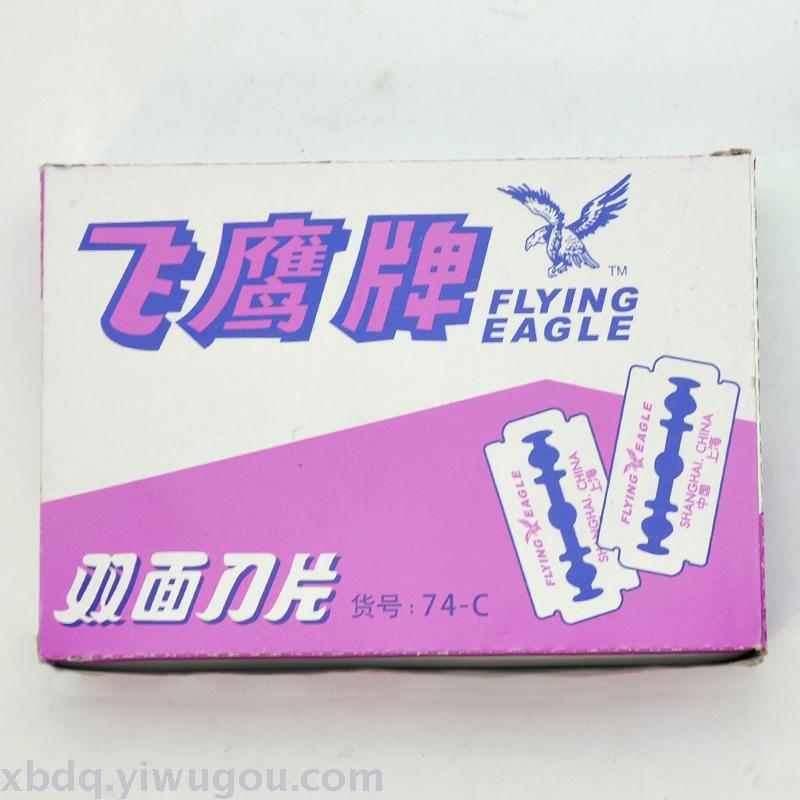 飞鹰牌
TM
FLYING
EAGLE
FLYING EAGLE
SHANGHAI, CHINA
上海
FLYING EAGLE
SHANGHAI, CHINA
中国 上海
双面刀片 货号:74-C
xbdq.yiwugou.com